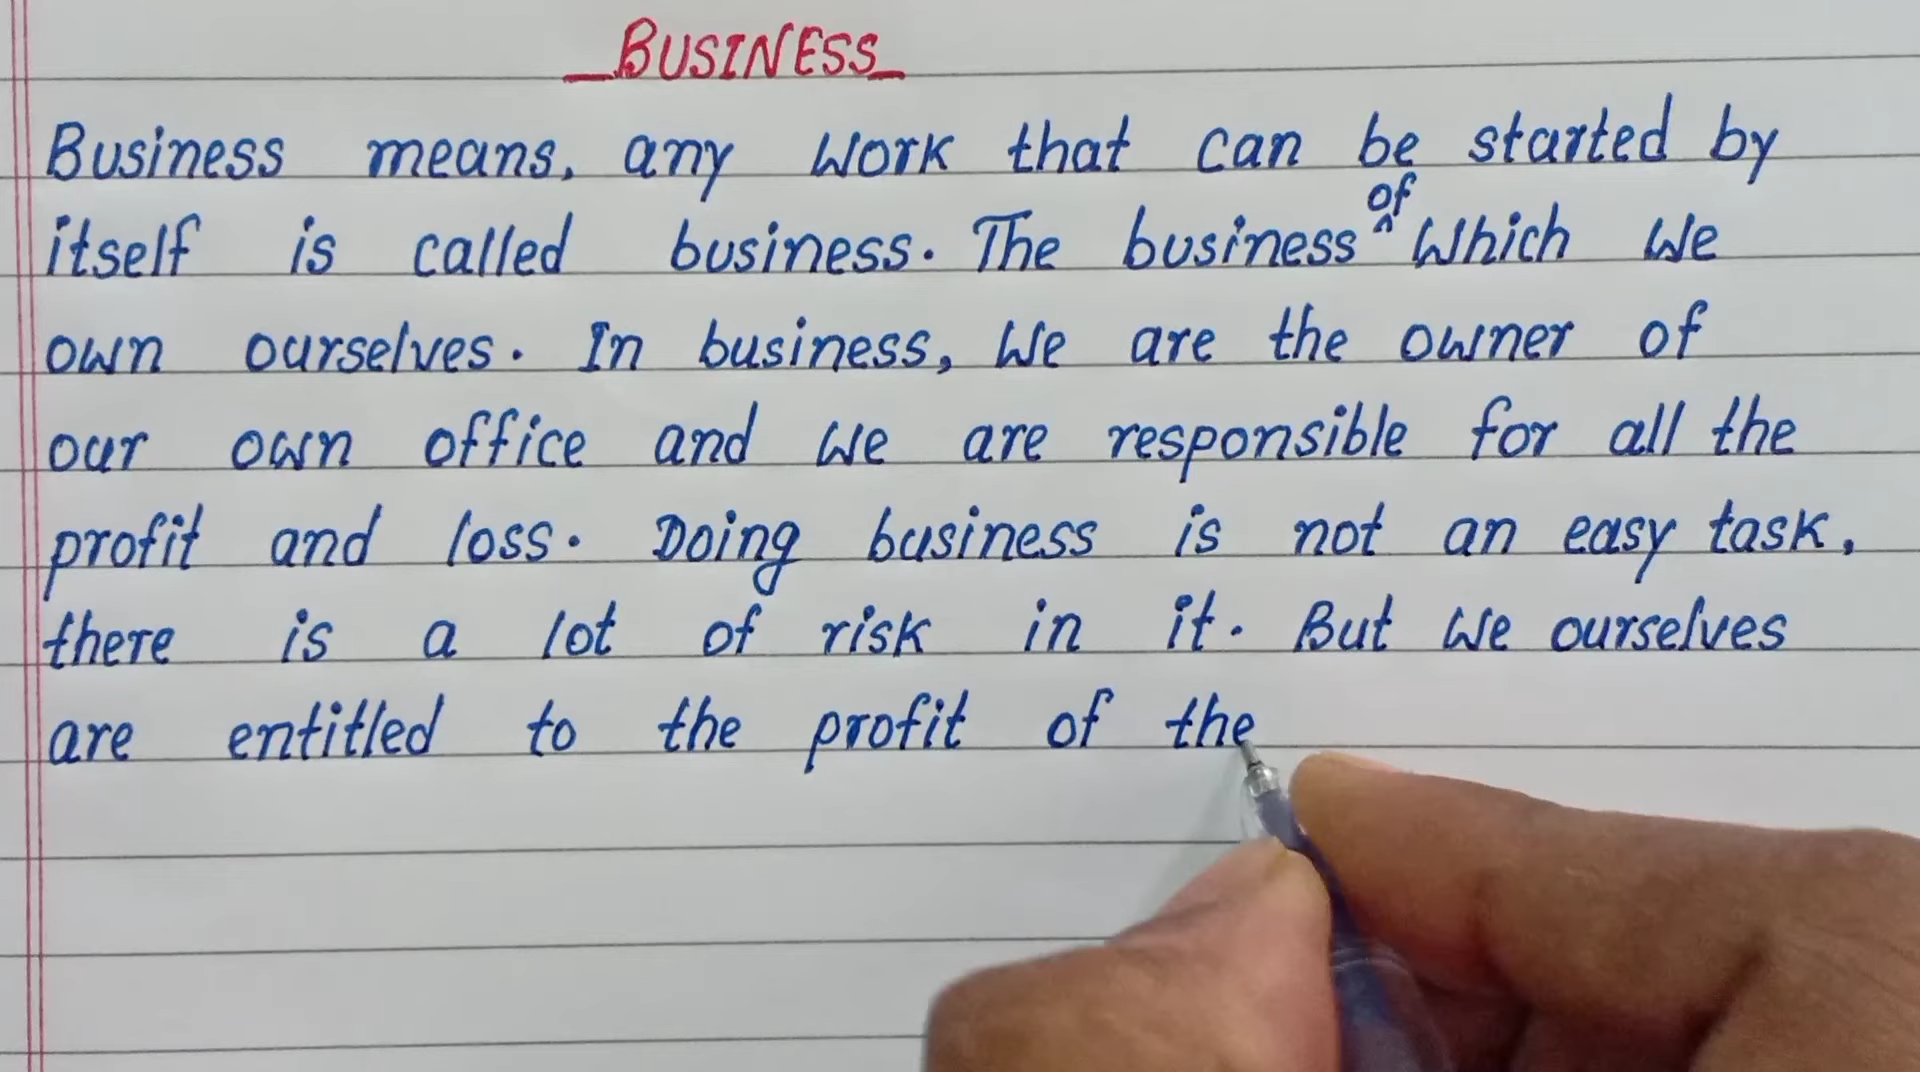 BUSINESS
Business means, any work that can be started by
itself is called business. The business of which we
own ourselves. In business, we are the owner of
our own office and we are responsible for all the
profit and loss. Doing business is not an easy task,
there is a lot of risk in it. But we ourselves
are entitled to the profit of the